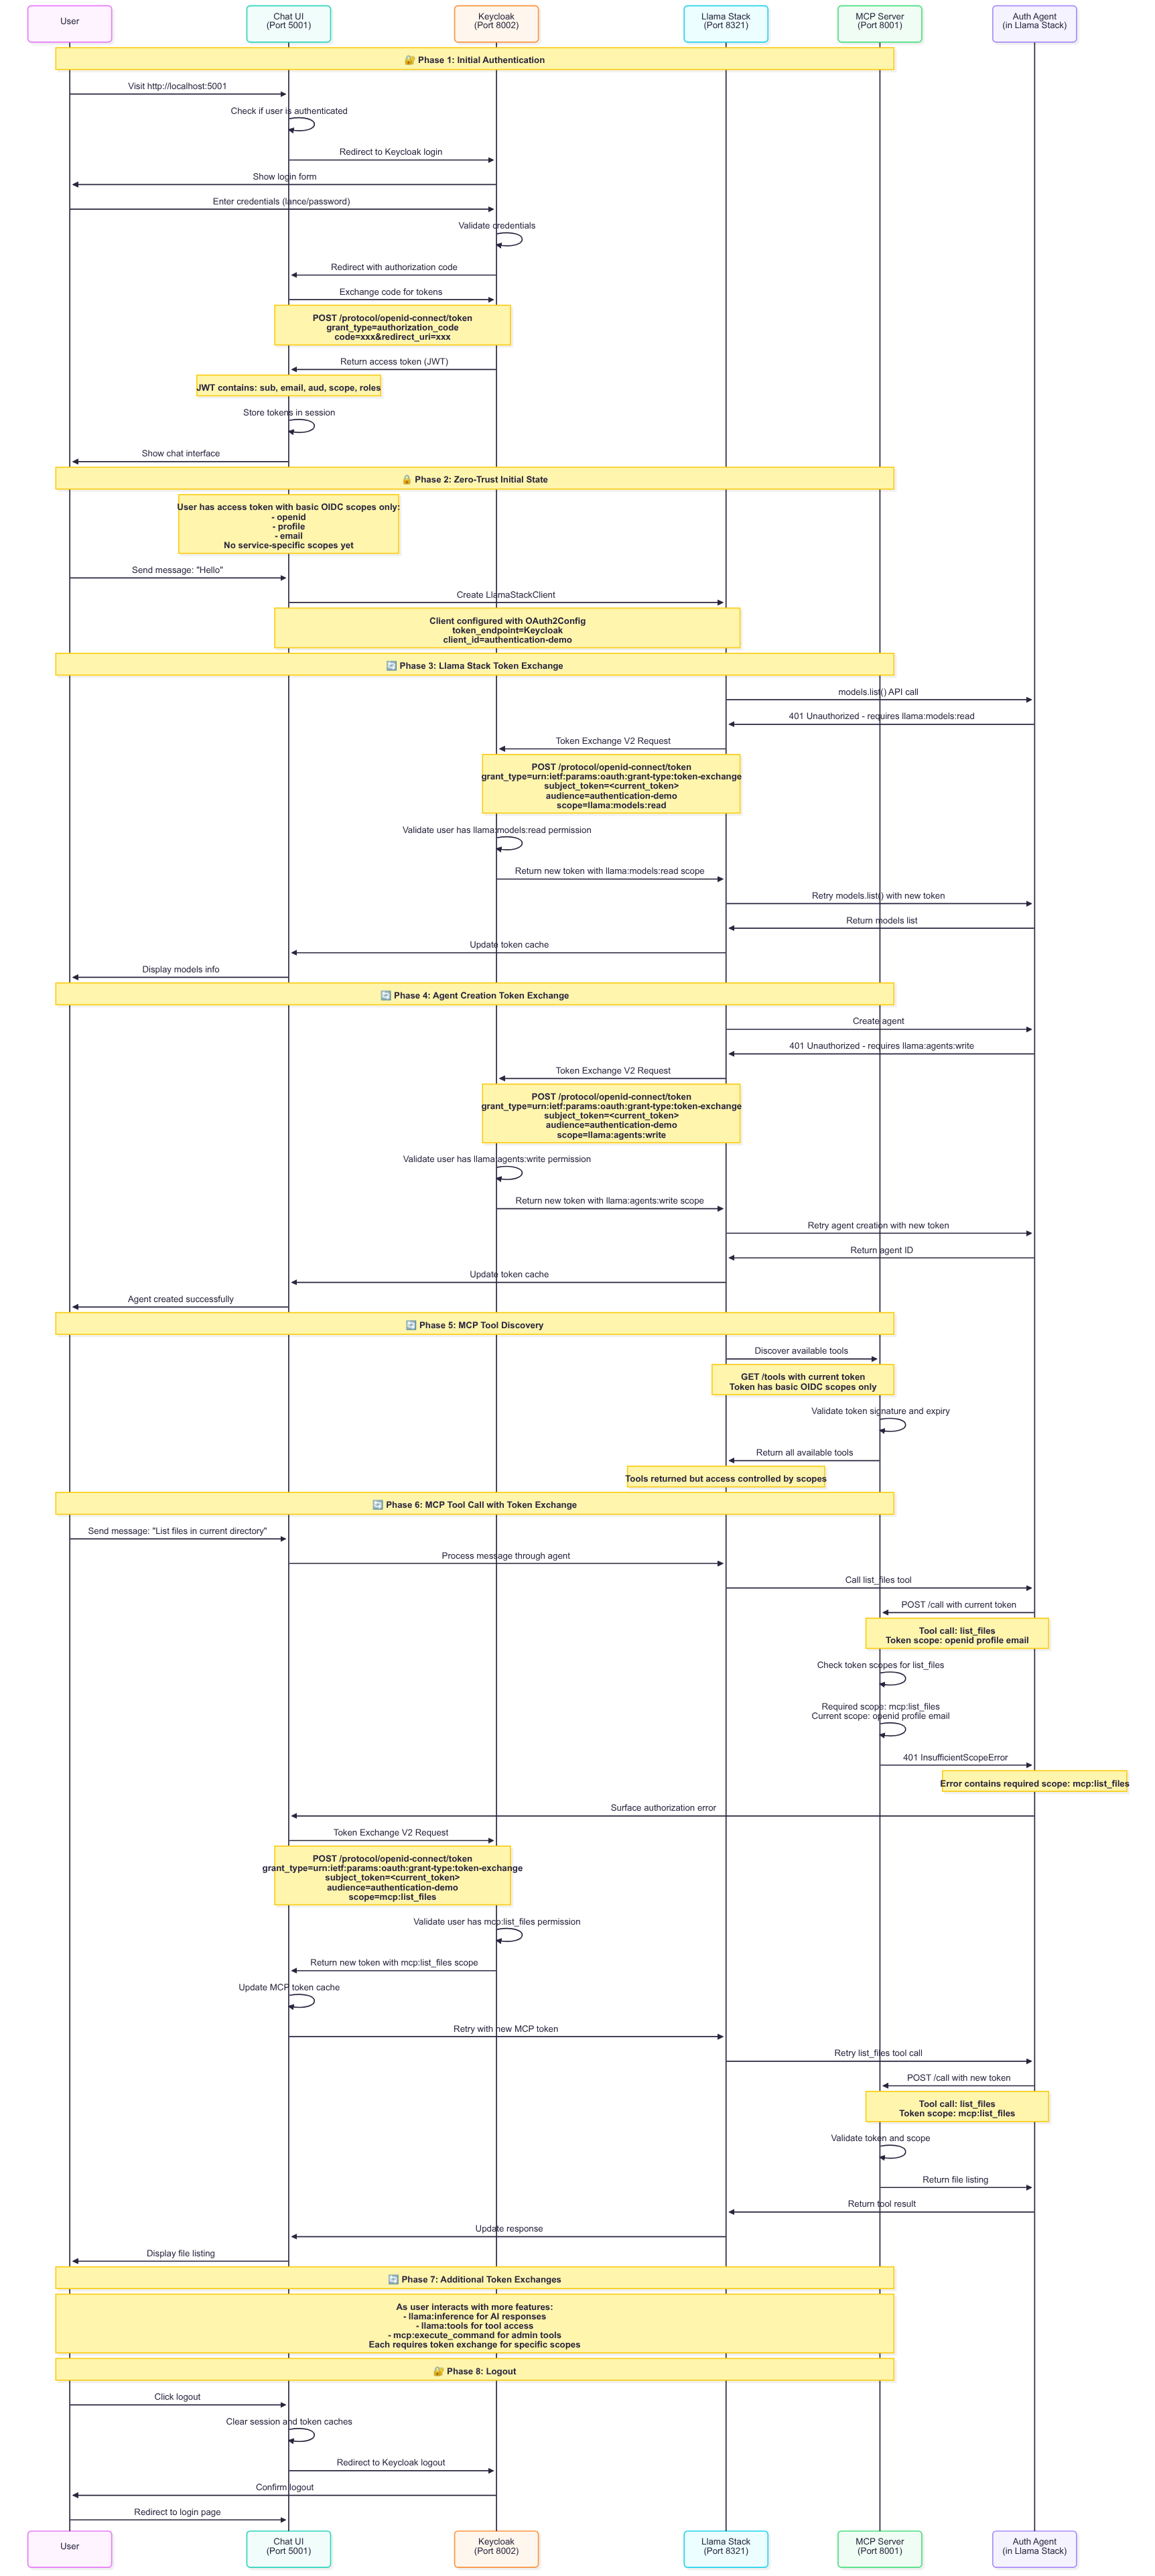 User
Chat UI
(Port 5001)
Keycloak
(Port 8002)
Llama Stack
(Port 8321)
MCP Server
(Port 8001)
Auth Agent
(in Llama Stack)
🔐 Phase 1: Initial Authentication
Visit http://localhost:5001
Check if user is authenticated
Redirect to Keycloak login
Show login form
Enter credentials (lance/password)
Validate credentials
Redirect with authorization code
Exchange code for tokens
POST /protocol/openid-connect/token
grant_type=authorization_code
code=xxx&redirect_uri=xxx
Return access token (JWT)
JWT contains: sub, email, aud, scope, roles
Store tokens in session
Show chat interface
🔒 Phase 2: Zero-Trust Initial State
User has access token with basic OIDC scopes only:
- openid
- profile
- email
No service-specific scopes yet
Send message: "Hello"
Create LlamaStackClient
Client configured with OAuth2Config
token_endpoint=Keycloak
client_id=authentication-demo
🔄 Phase 3: Llama Stack Token Exchange
models.list() API call
401 Unauthorized - requires llama:models:read
Token Exchange V2 Request
POST /protocol/openid-connect/token
grant_type=urn:ietf:params:oauth:grant-type:token-exchange
subject_token=<current_token>
audience=authentication-demo
scope=llama:models:read
Validate user has llama:models:read permission
Return new token with llama:models:read scope
Retry models.list() with new token
Return models list
Update token cache
Display models info
🔄 Phase 4: Agent Creation Token Exchange
Create agent
401 Unauthorized - requires llama:agents:write
Token Exchange V2 Request
POST /protocol/openid-connect/token
grant_type=urn:ietf:params:oauth:grant-type:token-exchange
subject_token=<current_token>
audience=authentication-demo
scope=llama:agents:write
Validate user has llama:agents:write permission
Return new token with llama:agents:write scope
Retry agent creation with new token
Return agent ID
Update token cache
Agent created successfully
🔄 Phase 5: MCP Tool Discovery
Discover available tools
GET /tools with current token
Token has basic OIDC scopes only
Validate token signature and expiry
Return all available tools
Tools returned but access controlled by scopes
🔄 Phase 6: MCP Tool Call with Token Exchange
Send message: "List files in current directory"
Process message through agent
Call list_files tool
POST /call with current token
Tool call: list_files
Token scope: openid profile email
Check token scopes for list_files
Required scope: mcp:list_files
Current scope: openid profile email
401 InsufficientScopeError
Error contains required scope: mcp:list_files
Surface authorization error
Token Exchange V2 Request
POST /protocol/openid-connect/token
grant_type=urn:ietf:params:oauth:grant-type:token-exchange
subject_token=<current_token>
audience=authentication-demo
scope=mcp:list_files
Validate user has mcp:list_files permission
Return new token with mcp:list_files scope
Update MCP token cache
Retry with new MCP token
Retry list_files tool call
POST /call with new token
Tool call: list_files
Token scope: mcp:list_files
Validate token and scope
Return file listing
Return tool result
Update response
Display file listing
🔄 Phase 7: Additional Token Exchanges
As user interacts with more features:
- llama:inference for AI responses
- llama:tools for tool access
- mcp:execute_command for admin tools
Each requires token exchange for specific scopes
🔐 Phase 8: Logout
Click logout
Clear session and token caches
Redirect to Keycloak logout
Confirm logout
Redirect to login page
User
Chat UI
(Port 5001)
Keycloak
(Port 8002)
Llama Stack
(Port 8321)
MCP Server
(Port 8001)
Auth Agent
(in Llama Stack)